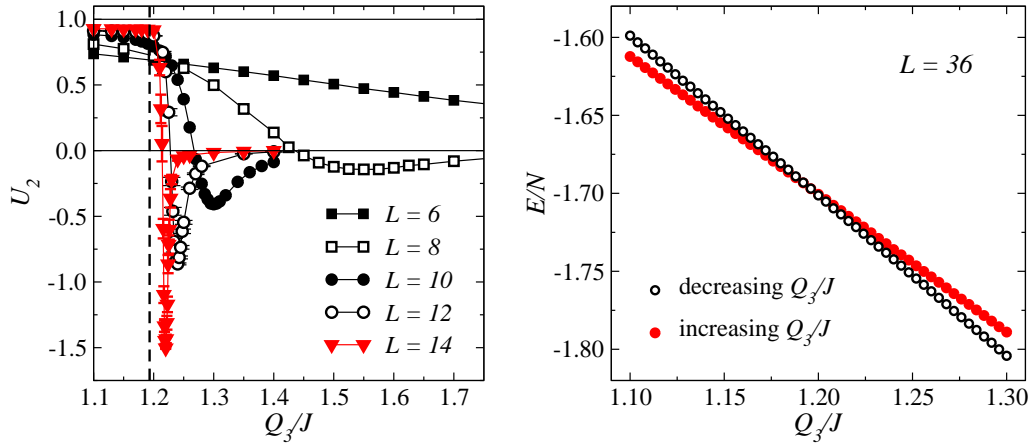 1.0
0.5
0.0
-0.5
-1.0
-1.5
U₂
L = 6
L = 8
L = 10
L = 12
L = 14
1.1 1.2 1.3 1.4 1.5 1.6 1.7
Q₃/J
-1.60
-1.65
-1.70
-1.75
-1.80
E/N
L = 36
decreasing Q₃/J
increasing Q₃/J
1.10 1.15 1.20 1.25 1.30
Q₃/J